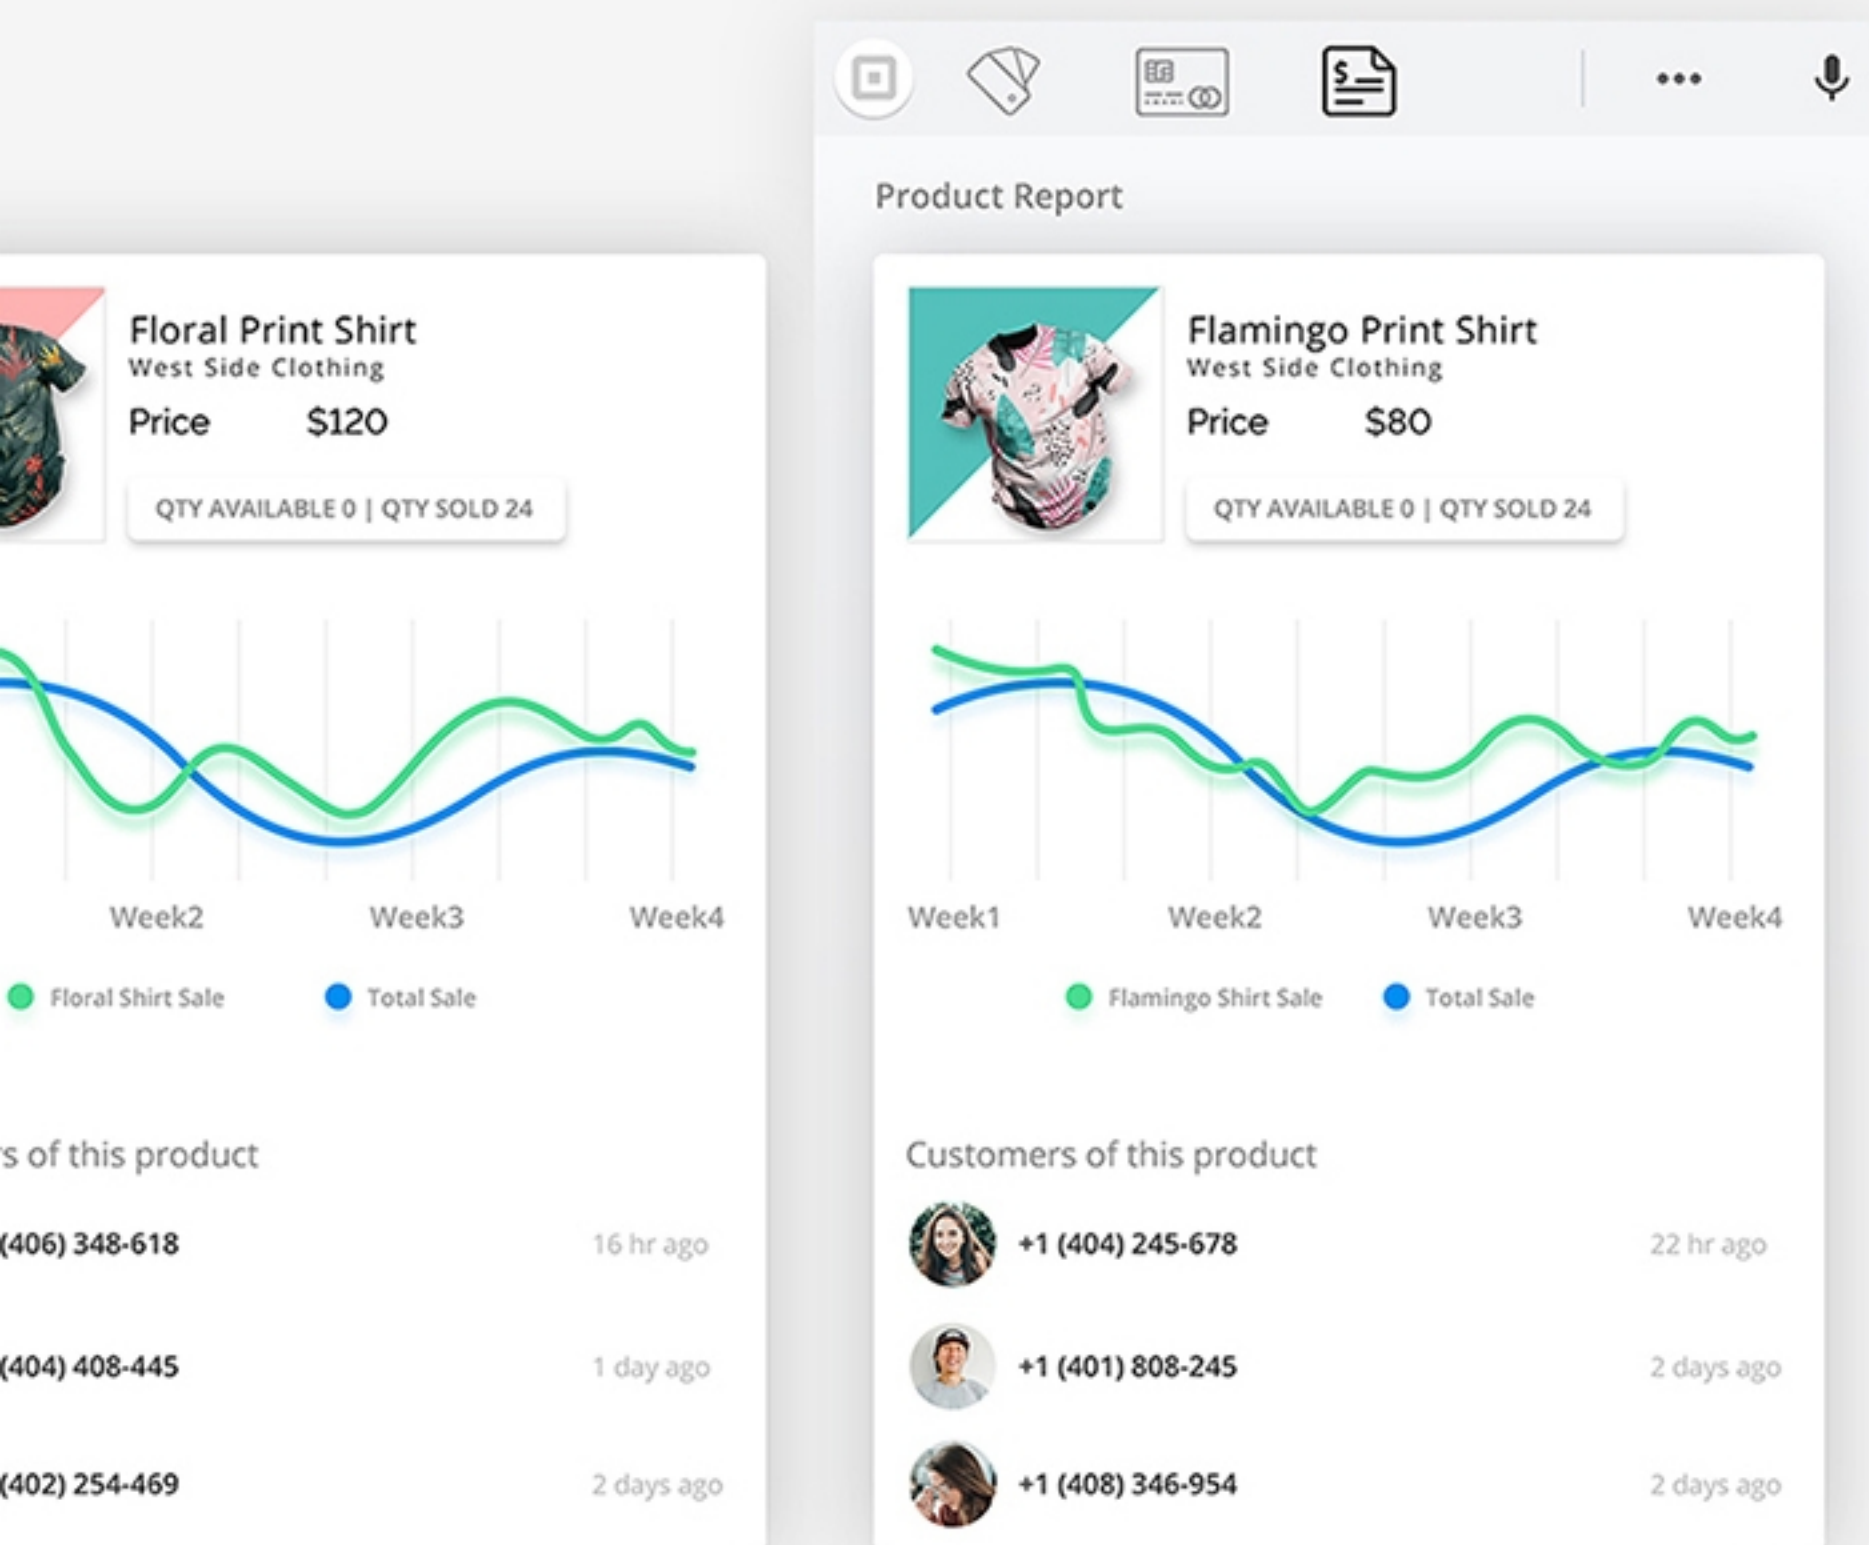 Product Report
Floral Print Shirt
West Side Clothing
Price $120
QTY AVAILABLE 0 | QTY SOLD 24
Week2 Week3 Week4
Floral Shirt Sale Total Sale
s of this product
(406) 348-618 16 hr ago
(404) 408-445 1 day ago
(402) 254-469 2 days ago
Flamingo Print Shirt
West Side Clothing
Price $80
QTY AVAILABLE 0 | QTY SOLD 24
Week1 Week2 Week3 Week4
Flamingo Shirt Sale Total Sale
Customers of this product
+1 (404) 245-678 22 hr ago
+1 (401) 808-245 2 days ago
+1 (408) 346-954 2 days ago